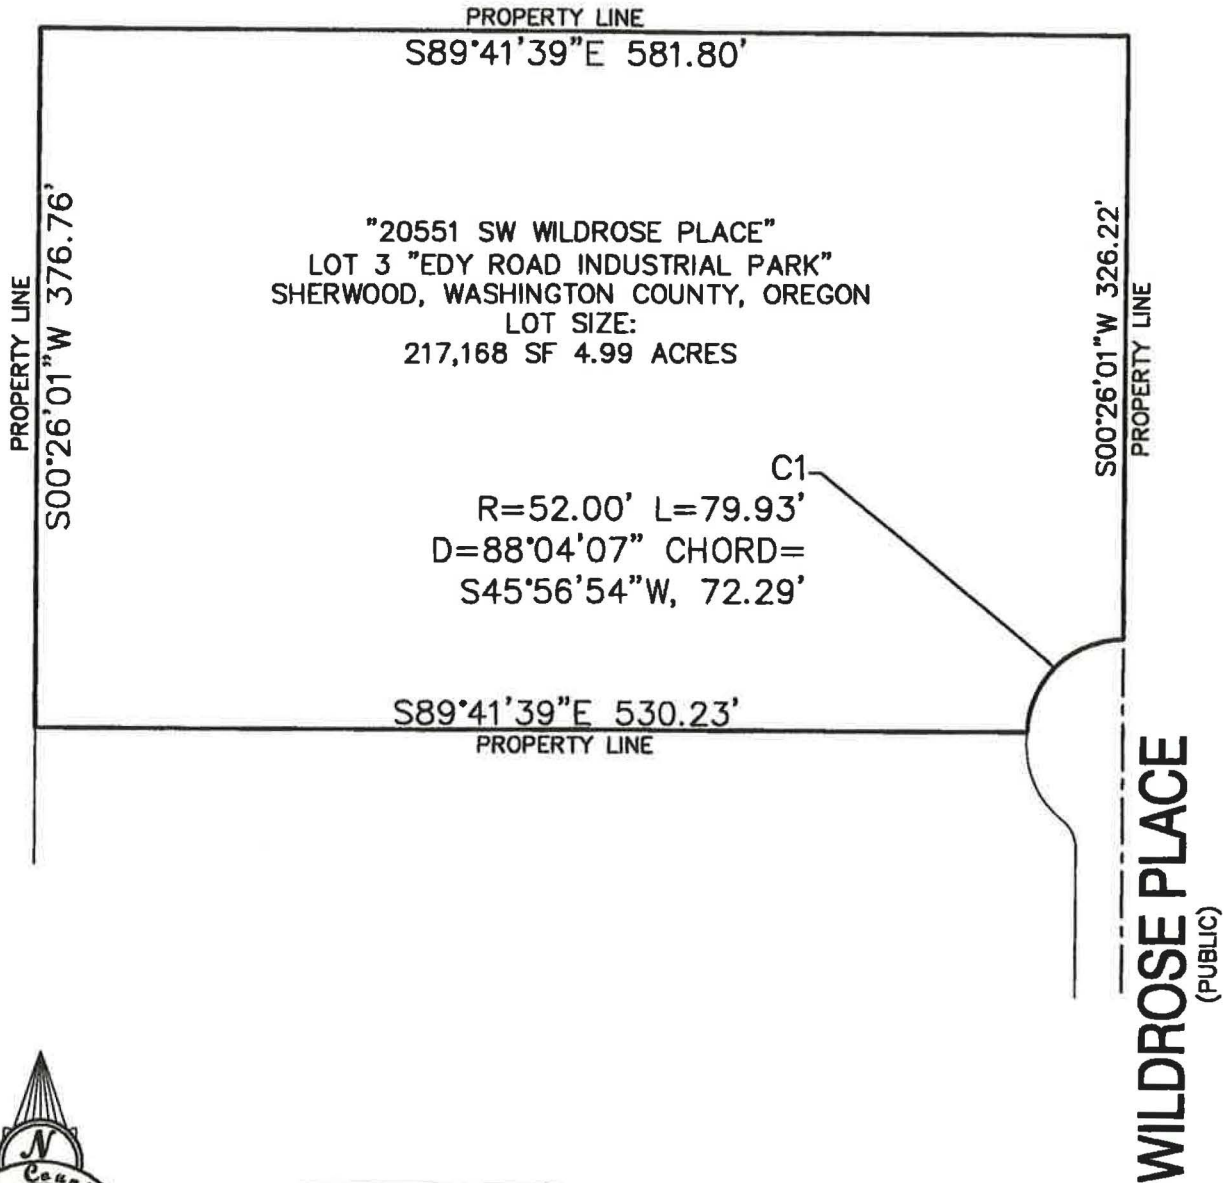 PROPERTY LINE
S89°41'39"E 581.80'
PROPERTY LINE
S00°26'01"W 376.76'
"20551 SW WILDROSE PLACE"
LOT 3 "EDY ROAD INDUSTRIAL PARK"
SHERWOOD, WASHINGTON COUNTY, OREGON
LOT SIZE:
217,168 SF 4.99 ACRES
S00°26'01"W 326.22'
PROPERTY LINE
C1
R=52.00' L=79.93'
D=88°04'07" CHORD=
S45°56'54"W, 72.29'
S89°41'39"E 530.23'
PROPERTY LINE
WILDROSE PLACE
(PUBLIC)
N